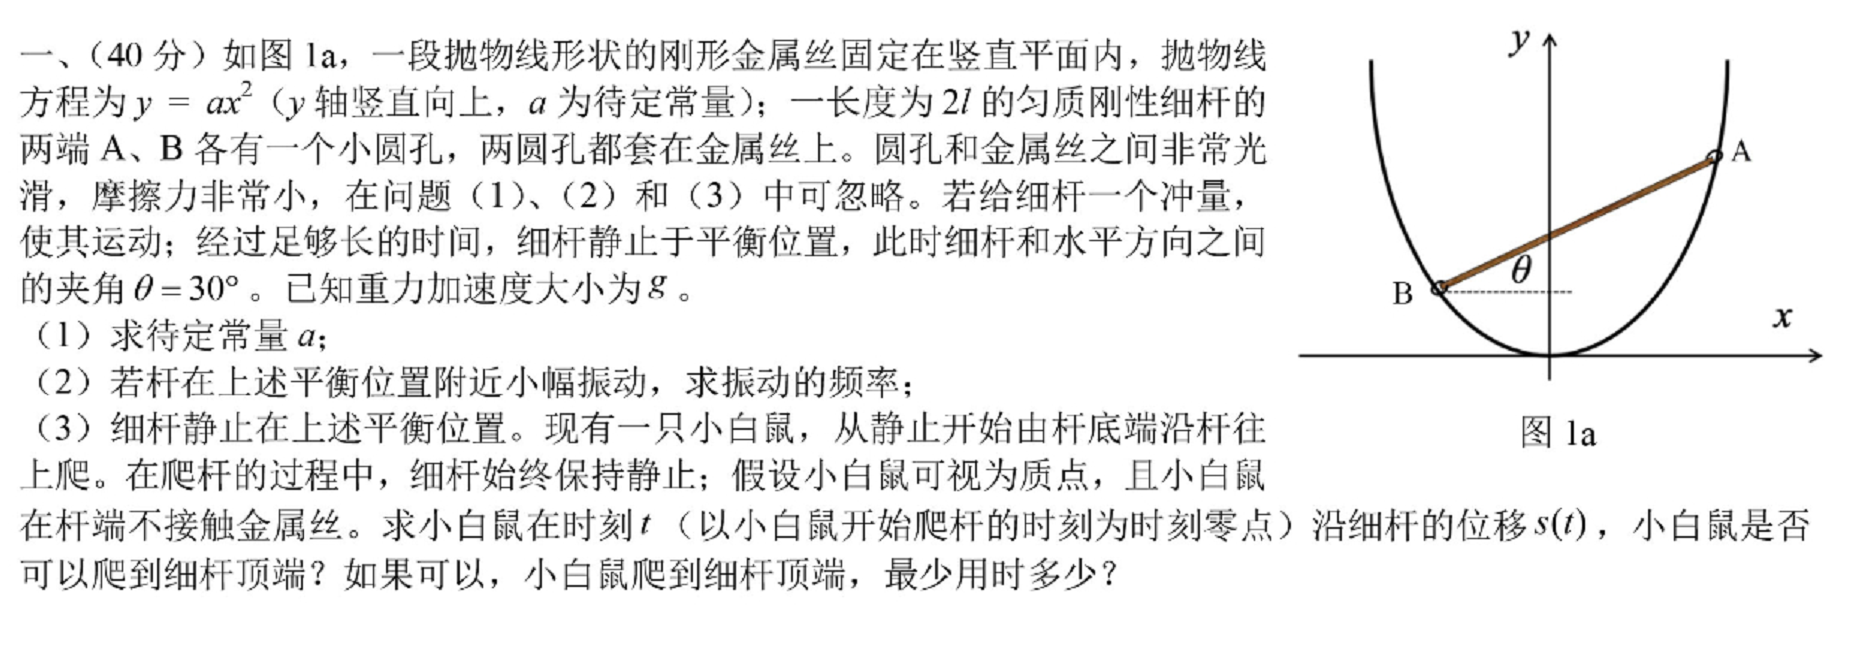 一、（40 分）如图 1a，一段抛物线形状的刚形金属丝固定在竖直平面内，抛物线
方程为 y = ax²（y 轴竖直向上，a 为待定常量）；一长度为 2l 的匀质刚性细杆的
两端 A、B 各有一个小圆孔，两圆孔都套在金属丝上。圆孔和金属丝之间非常光
滑，摩擦力非常小，在问题（1）、（2）和（3）中可忽略。若给细杆一个冲量，
使其运动；经过足够长的时间，细杆静止于平衡位置，此时细杆和水平方向之间
的夹角 θ = 30° 。已知重力加速度大小为 g 。
（1）求待定常量 a；
（2）若杆在上述平衡位置附近小幅振动，求振动的频率；
（3）细杆静止在上述平衡位置。现有一只小白鼠，从静止开始由杆底端沿杆往
上爬。在爬杆的过程中，细杆始终保持静止；假设小白鼠可视为质点，且小白鼠
在杆端不接触金属丝。求小白鼠在时刻 t（以小白鼠开始爬杆的时刻为时刻零点）沿细杆的位移 s(t)，小白鼠是否
可以爬到细杆顶端？如果可以，小白鼠爬到细杆顶端，最少用时多少？
y
A
θ
B
x
图 1a